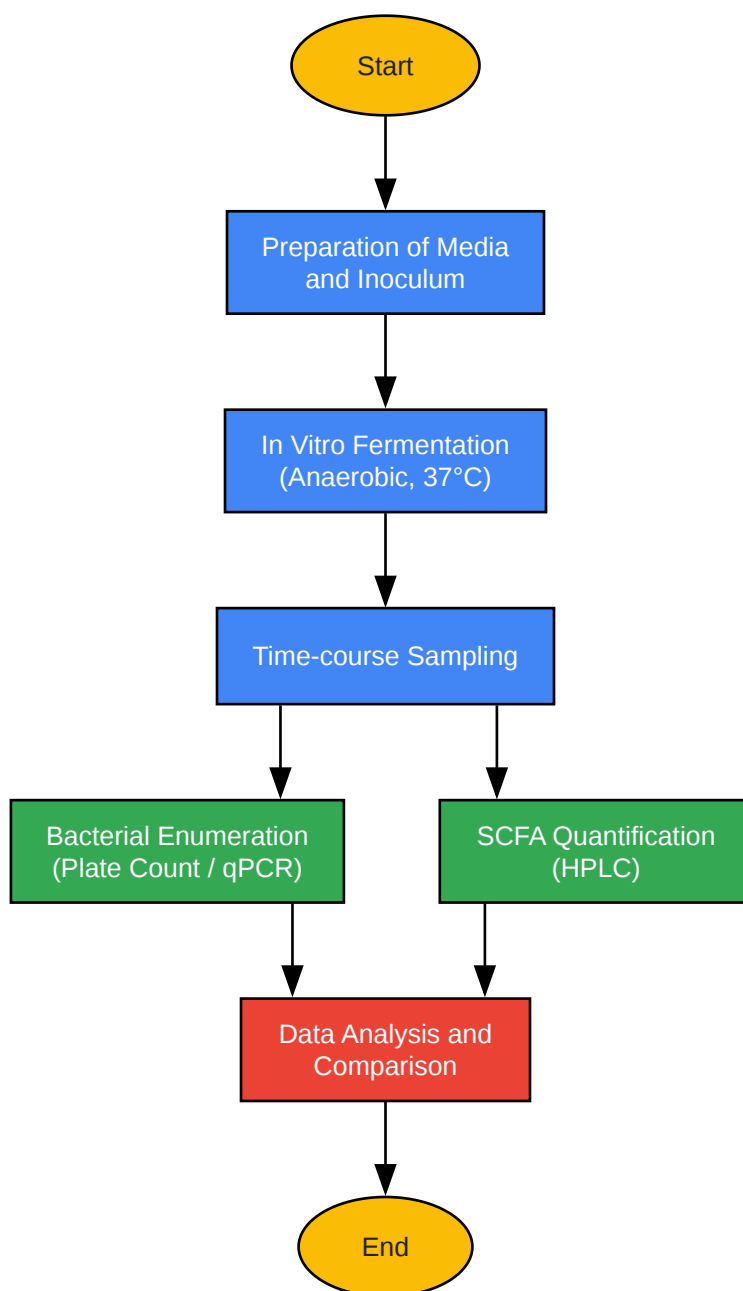 Start
Preparation of Media
and Inoculum
In Vitro Fermentation
(Anaerobic, 37°C)
Time-course Sampling
Bacterial Enumeration
(Plate Count / qPCR)
SCFA Quantification
(HPLC)
Data Analysis and
Comparison
End